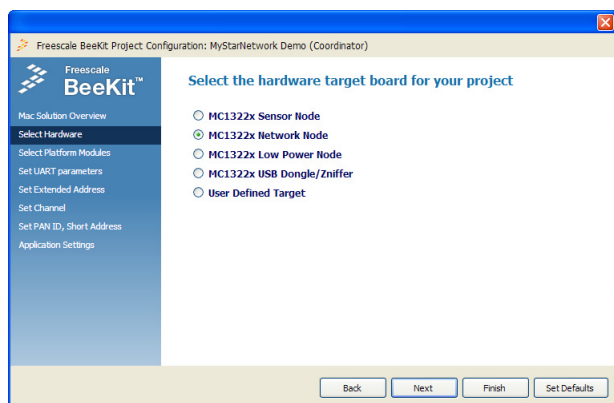 Freescale BeeKit Project Configuration: MyStarNetwork Demo (Coordinator)
Freescale
BeeKit™
Mac Solution Overview
Select Hardware
Select Platform Modules
Set UART parameters
Set Extended Address
Set Channel
Set PAN ID, Short Address
Application Settings
Select the hardware target board for your project
MC1322x Sensor Node
MC1322x Network Node
MC1322x Low Power Node
MC1322x USB Dongle/Zniffer
User Defined Target
Back
Next
Finish
Set Defaults